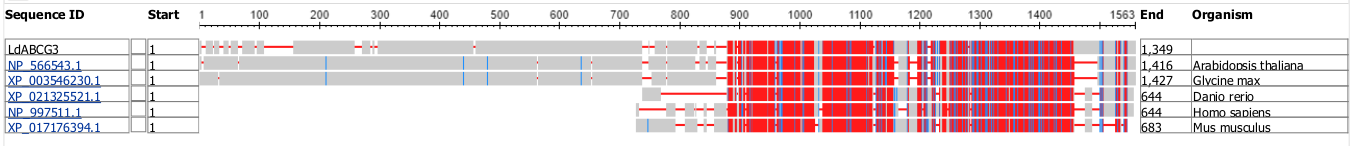 Sequence ID Start 1 100 200 300 400 500 600 700 800 900 1000 1100 1200 1300 1400 1563 End Organism
LdABCG3 1 1,349
NP_566543.1 1 1,416 Arabidopsis thaliana
XP_003546230.1 1 1,427 Glycine max
XP_021325521.1 1 644 Danio rerio
NP_997511.1 1 644 Homo sapiens
XP_017176394.1 1 683 Mus musculus